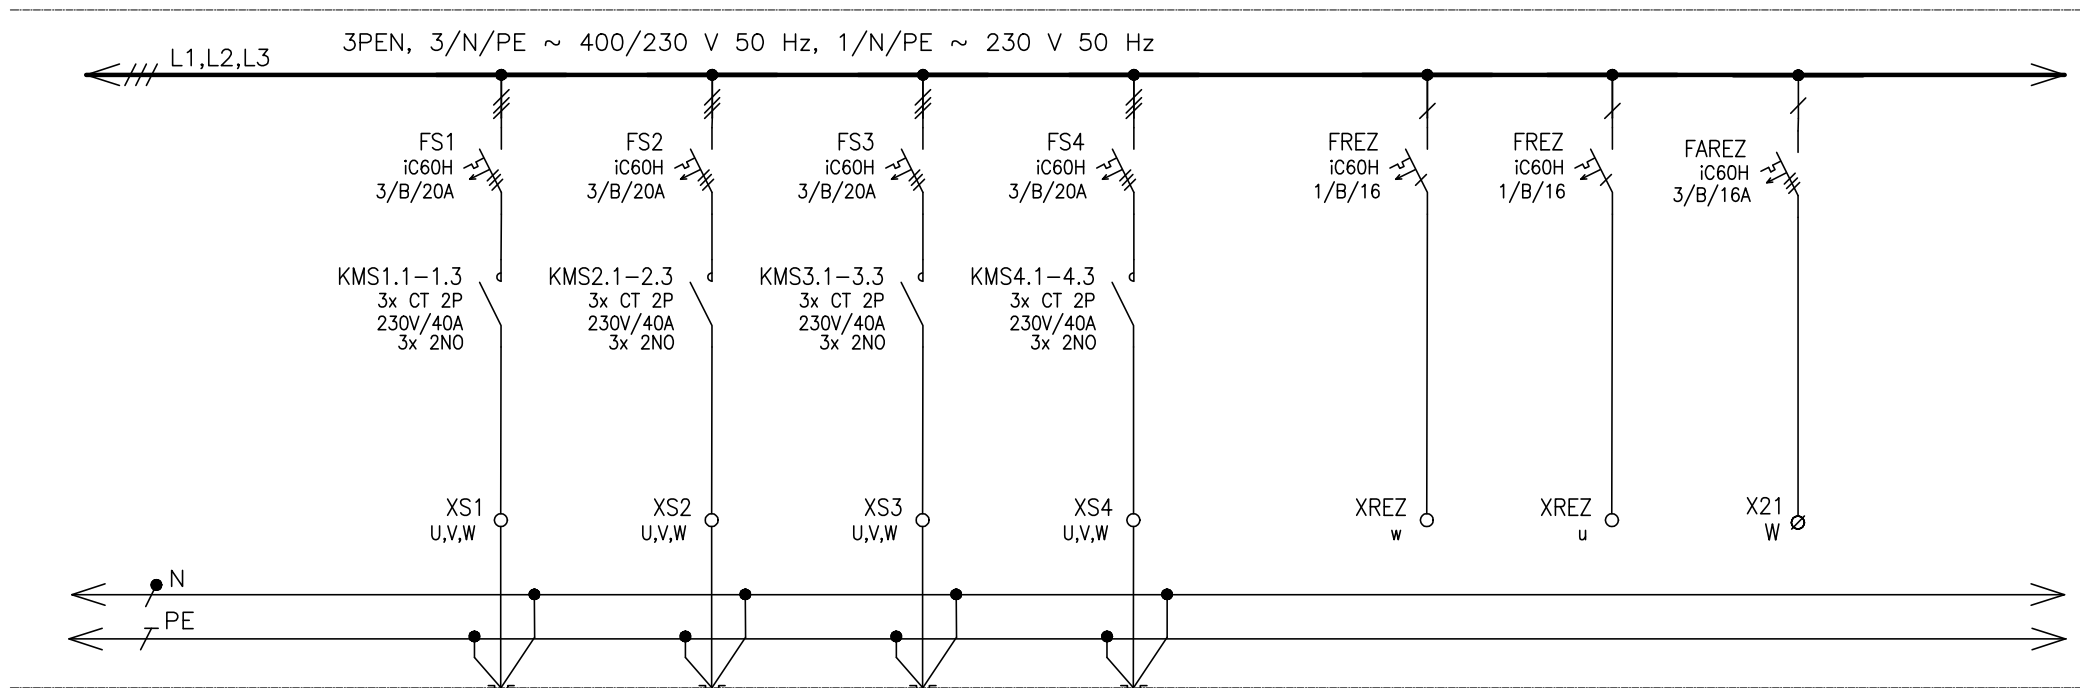 3PEN, 3/N/PE ~ 400/230 V 50 Hz, 1/N/PE ~ 230 V 50 Hz
L1,L2,L3
FS1
iC60H
3/B/20A
FS2
iC60H
3/B/20A
FS3
iC60H
3/B/20A
FS4
iC60H
3/B/20A
FREZ
iC60H
1/B/16
FREZ
iC60H
1/B/16
FAREZ
iC60H
3/B/16A
KMS1.1-1.3
3x CT 2P
230V/40A
3x 2NO
KMS2.1-2.3
3x CT 2P
230V/40A
3x 2NO
KMS3.1-3.3
3x CT 2P
230V/40A
3x 2NO
KMS4.1-4.3
3x CT 2P
230V/40A
3x 2NO
XS1
U,V,W
XS2
U,V,W
XS3
U,V,W
XS4
U,V,W
XREZ
w
XREZ
u
X21
W
N
PE